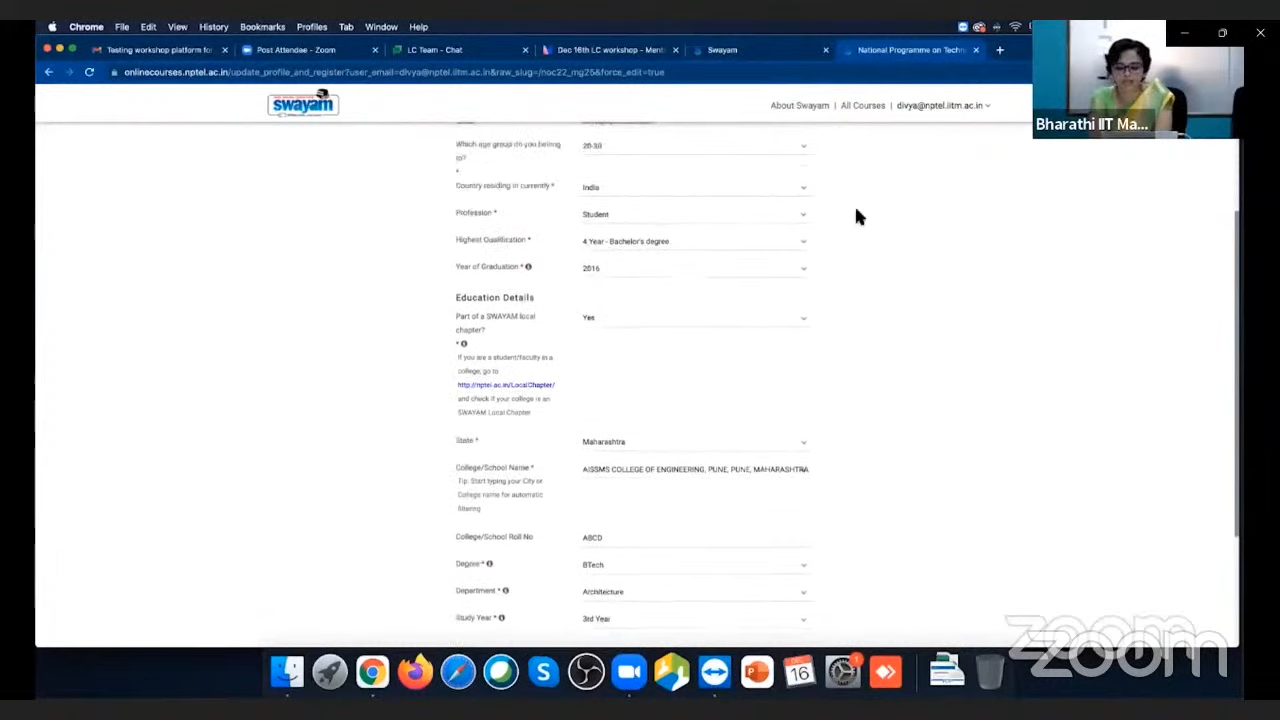 Chrome File Edit View History Bookmarks Profiles Tab Window Help
Testing workshop platform for
Post Attendee - Zoom
LC Team - Chat
Dec 16th LC workshop - Ment
Swayam
National Programme on Techn
onlinecourses.nptel.ac.in/update_profile_and_register?user_email=divya@nptel.iitm.ac.in&raw_slug=/noc22_mg25&force_edit=true
swayam
About Swayam | All Courses | divya@nptel.iitm.ac.in
Bharathi IIT Ma...
Which age group do you belong
to?
*
20-30
Country residing in currently * India
Profession * Student
Highest Qualification * 4 Year - Bachelor's degree
Year of Graduation * 2016
Education Details
Part of a SWAYAM local
chapter?
*
Yes
If you are a student/faculty in a
college, go to
http://nptel.ac.in/LocalChapter/
and check if your college is an
SWAYAM Local Chapter
State * Maharashtra
College/School Name * AISSMS COLLEGE OF ENGINEERING, PUNE, PUNE, MAHARASHTRA
Tip: Start typing your City or
College name for automatic
filtering
College/School Roll No ABCD
Degree * BTech
Department * Architecture
Study Year * 3rd Year
zoom
16
1